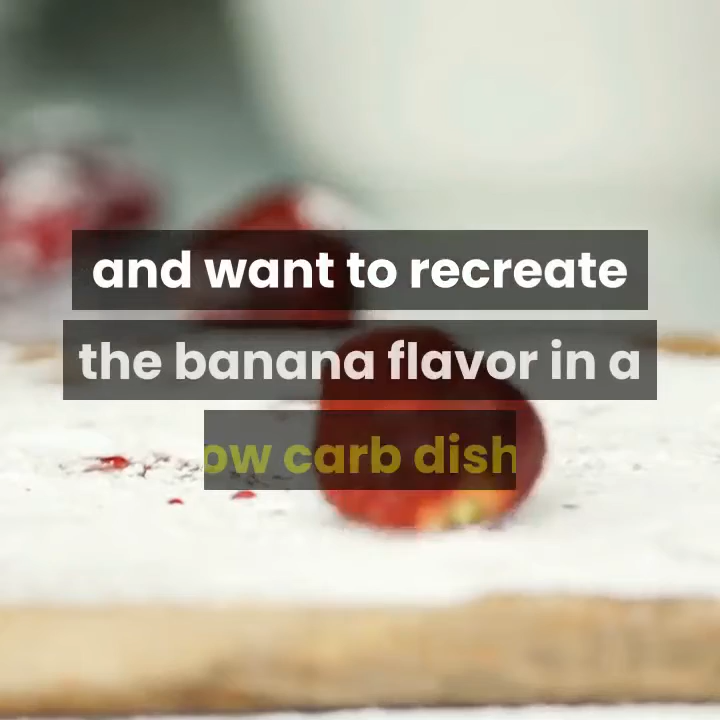 and want to recreate
the banana flavor in a
ow carb dish